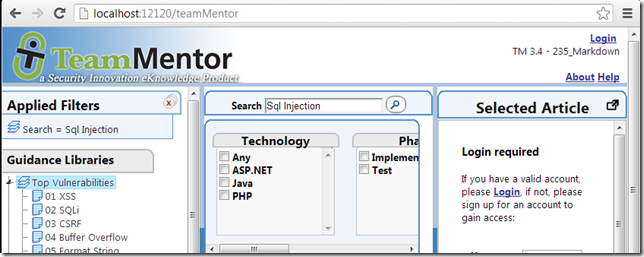 localhost:12120/teamMentor
TeamMentor
a Security Innovation eKnowledge Product
Login
TM 3.4 - 235_Markdown
About Help
Applied Filters
Search = Sql Injection
Guidance Libraries
Top Vulnerabilities
01 XSS
02 SQLi
03 CSRF
04 Buffer Overflow
05 Format String
Search Sql Injection
Technology
Any
ASP.NET
Java
PHP
Pha
Implemen
Test
Selected Article
Login required
If you have a valid account,
please Login, if not, please
sign up for an account to
gain access: